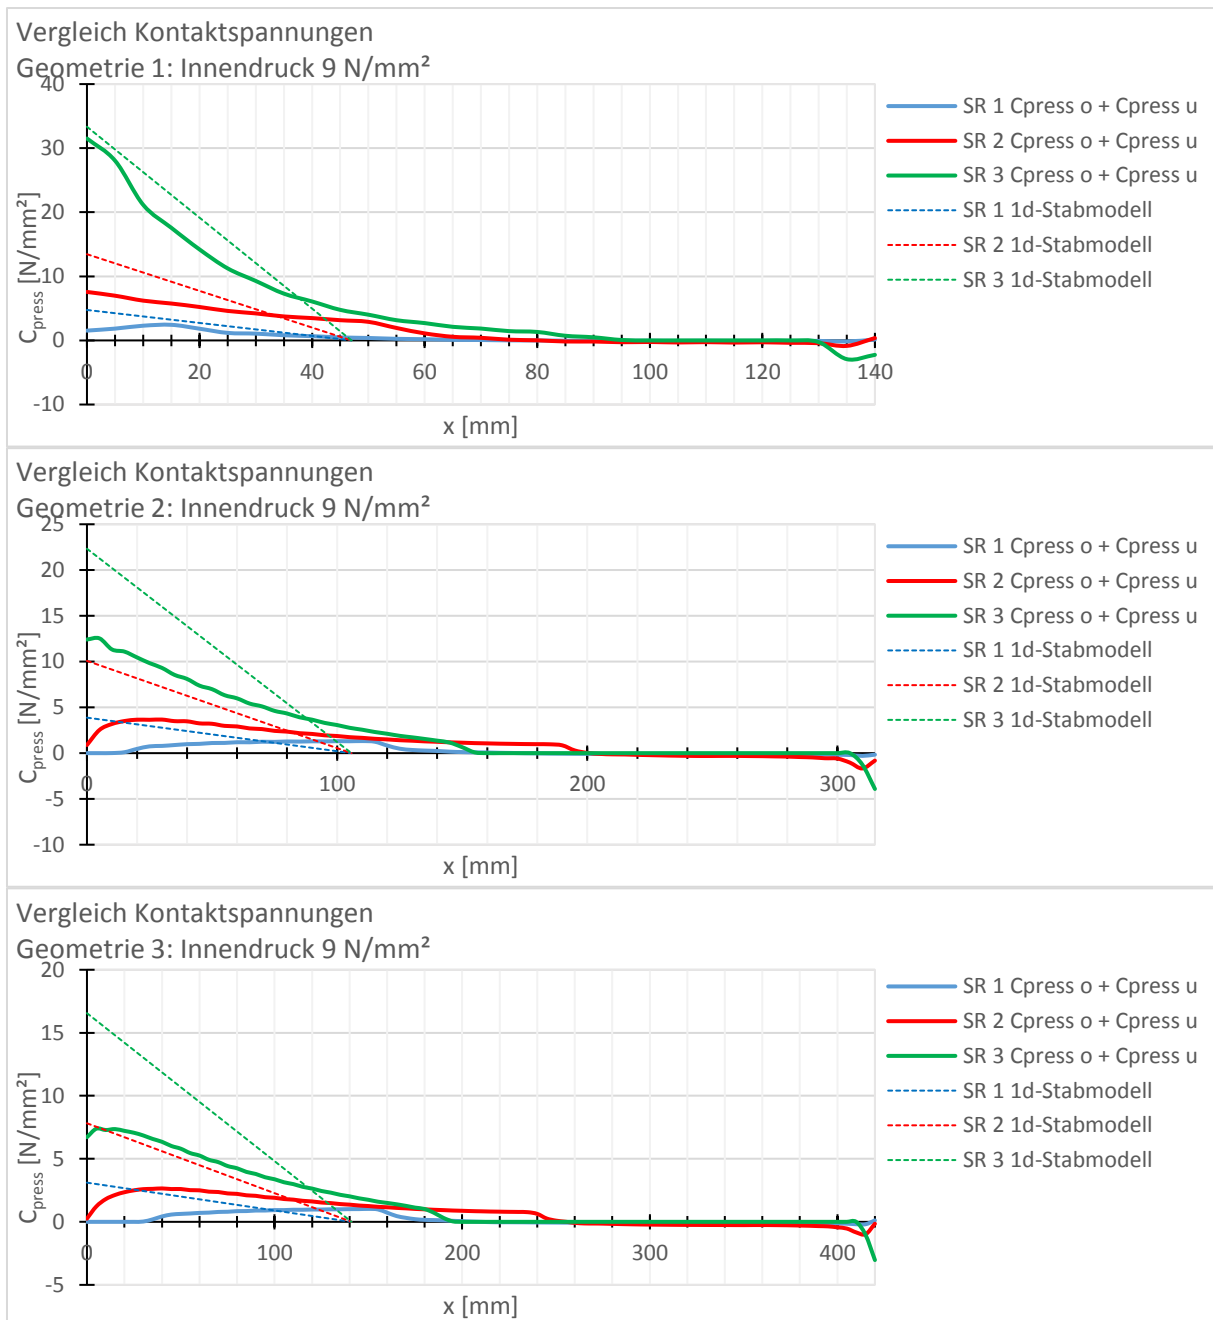 Vergleich Kontaktspannungen
Geometrie 1: Innendruck 9 N/mm²
40
30
20
10
0
-10
C_press [N/mm²]
0 20 40 60 80 100 120 140
x [mm]
SR 1 Cpress o + Cpress u
SR 2 Cpress o + Cpress u
SR 3 Cpress o + Cpress u
SR 1 1d-Stabmodell
SR 2 1d-Stabmodell
SR 3 1d-Stabmodell
Vergleich Kontaktspannungen
Geometrie 2: Innendruck 9 N/mm²
25
20
15
10
5
0
-5
-10
C_press [N/mm²]
0 100 200 300
x [mm]
SR 1 Cpress o + Cpress u
SR 2 Cpress o + Cpress u
SR 3 Cpress o + Cpress u
SR 1 1d-Stabmodell
SR 2 1d-Stabmodell
SR 3 1d-Stabmodell
Vergleich Kontaktspannungen
Geometrie 3: Innendruck 9 N/mm²
20
15
10
5
0
-5
C_press [N/mm²]
0 100 200 300 400
x [mm]
SR 1 Cpress o + Cpress u
SR 2 Cpress o + Cpress u
SR 3 Cpress o + Cpress u
SR 1 1d-Stabmodell
SR 2 1d-Stabmodell
SR 3 1d-Stabmodell